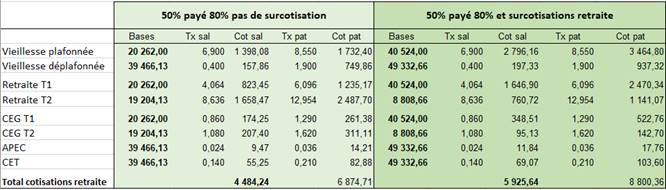 50% payé 80% pas de surcotisation 50% payé 80% et surcotisations retraite
Bases Tx sal Cot sal Tx pat Cot pat Bases Tx sal Cot sal Tx pat Cot pat
Vieillesse plafonnée 20 262,00 6,900 1 398,08 8,550 1 732,40 40 524,00 6,900 2 796,16 8,550 3 464,80
Vieillesse déplafonnée 39 466,13 0,400 157,86 1,900 749,86 49 332,66 0,400 197,33 1,900 937,32
Retraite T1 20 262,00 4,064 823,45 6,096 1 235,17 40 524,00 4,064 1 646,90 6,096 2 470,34
Retraite T2 19 204,13 8,636 1 658,47 12,954 2 487,70 8 808,66 8,636 760,72 12,954 1 141,07
CEG T1 20 262,00 0,860 174,25 1,290 261,38 40 524,00 0,860 348,51 1,290 522,76
CEG T2 19 204,13 1,080 207,40 1,620 311,11 8 808,66 1,080 95,13 1,620 142,70
APEC 39 466,13 0,024 9,47 0,036 14,21 49 332,66 0,024 11,84 0,036 17,76
CET 39 466,13 0,140 55,25 0,210 82,88 49 332,66 0,140 69,07 0,210 103,60
Total cotisations retraite 4 484,24 6 874,71 5 925,64 8 800,36